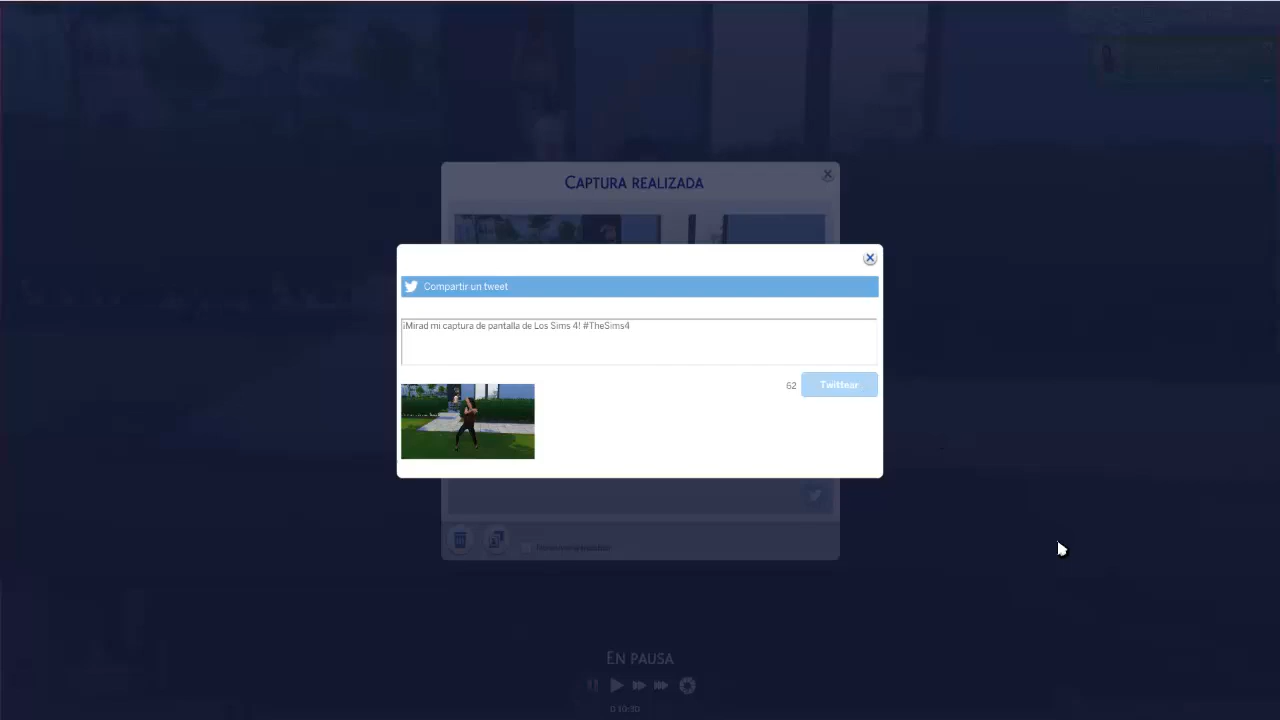 CAPTURA REALIZADA
Compartir un tweet
¡Mirad mi captura de pantalla de Los Sims 4! #TheSims4
62 Twittear
EN PAUSA